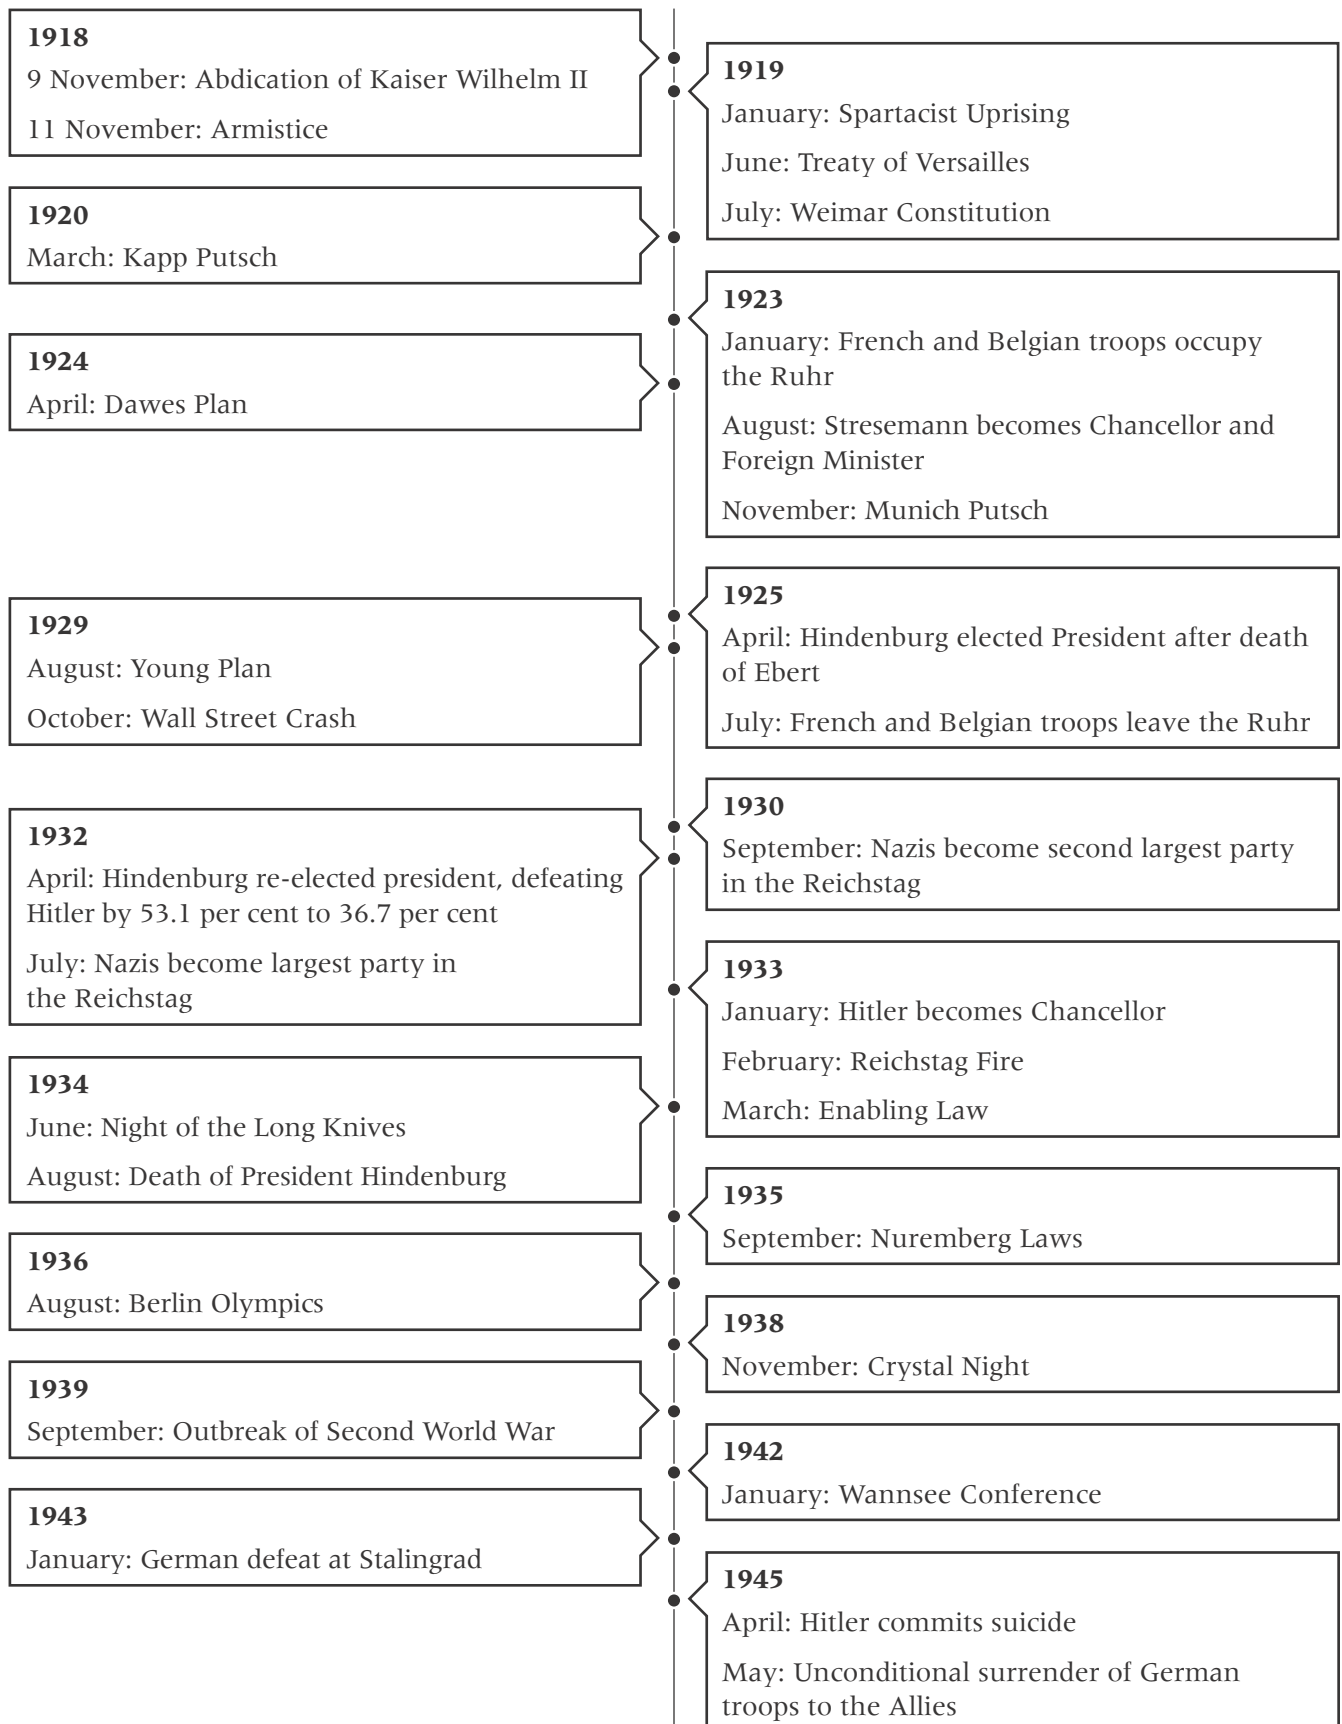 1918
9 November: Abdication of Kaiser Wilhelm II
11 November: Armistice
1919
January: Spartacist Uprising
June: Treaty of Versailles
July: Weimar Constitution
1920
March: Kapp Putsch
1923
January: French and Belgian troops occupy
the Ruhr
August: Stresemann becomes Chancellor and
Foreign Minister
November: Munich Putsch
1924
April: Dawes Plan
1925
April: Hindenburg elected President after death
of Ebert
July: French and Belgian troops leave the Ruhr
1929
August: Young Plan
October: Wall Street Crash
1930
September: Nazis become second largest party
in the Reichstag
1932
April: Hindenburg re-elected president, defeating
Hitler by 53.1 per cent to 36.7 per cent
July: Nazis become largest party in
the Reichstag
1933
January: Hitler becomes Chancellor
February: Reichstag Fire
March: Enabling Law
1934
June: Night of the Long Knives
August: Death of President Hindenburg
1935
September: Nuremberg Laws
1936
August: Berlin Olympics
1938
November: Crystal Night
1939
September: Outbreak of Second World War
1942
January: Wannsee Conference
1943
January: German defeat at Stalingrad
1945
April: Hitler commits suicide
May: Unconditional surrender of German
troops to the Allies